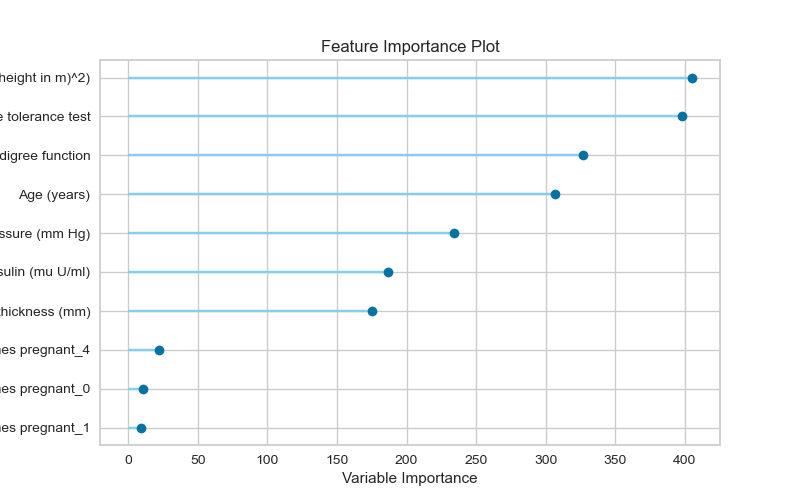 Feature Importance Plot
height in m)^2)
e tolerance test
digree function
Age (years)
ssure (mm Hg)
sulin (mu U/ml)
thickness (mm)
nes pregnant_4
nes pregnant_0
nes pregnant_1
0 50 100 150 200 250 300 350 400
Variable Importance